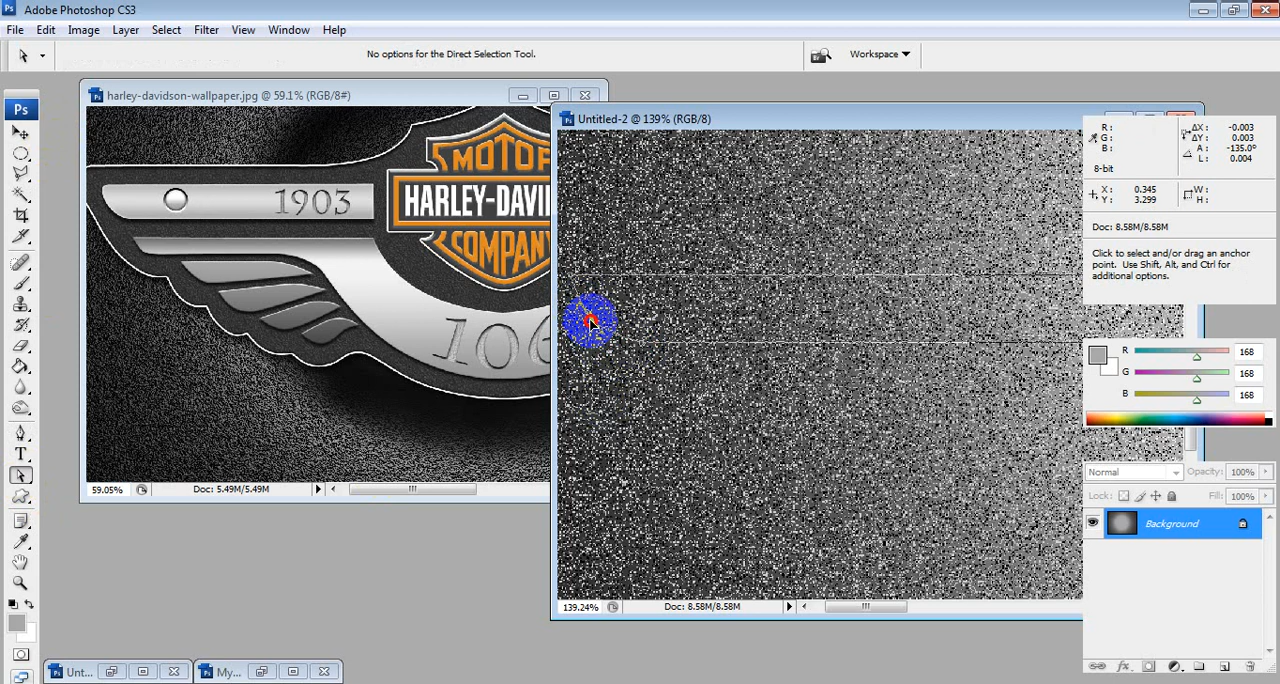 Adobe Photoshop CS3
File Edit Image Layer Select Filter View Window Help
No options for the Direct Selection Tool.
Workspace
Ps
harley-davidson-wallpaper.jpg @ 59.1% (RGB/8#)
1903
MOTOR
HARLEY-DAVI
COMPANY
59.05%
Doc: 5.49M/5.49M
Untitled-2 @ 139% (RGB/8)
139.24%
Doc: 8.58M/8.58M
R :
G :
B :
8-bit
ΔX : -0.003
ΔY : 0.003
A : -135.0°
L : 0.004
X : 0.345
Y : 3.299
W :
H :
Doc: 8.58M/8.58M
Click to select and/or drag an anchor
point. Use Shift, Alt, and Ctrl for
additional options.
R 168
G 168
B 168
Normal Opacity: 100%
Lock: Fill: 100%
Background
Unt...
My...